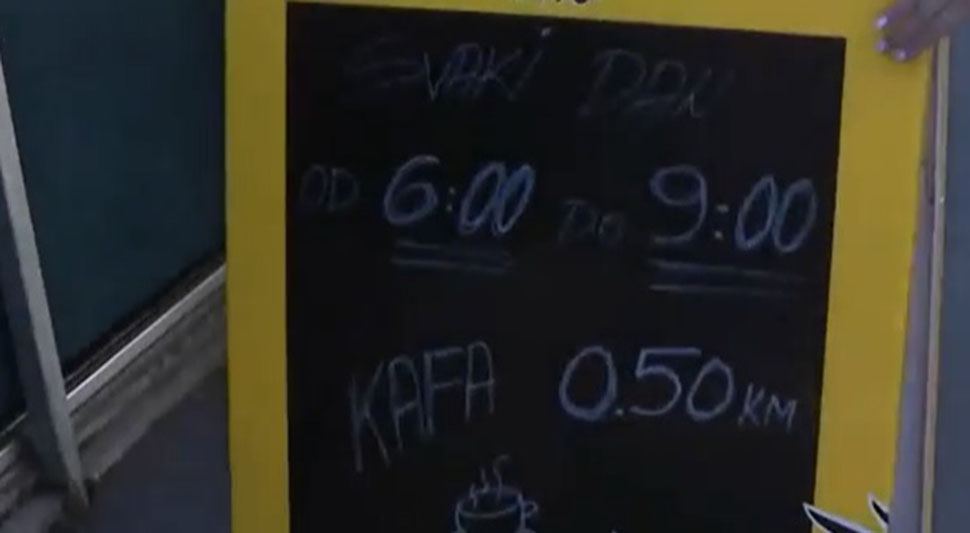 SVAKI DAN
OD 6:00 DO 9:00
KAFA 0.50 KM